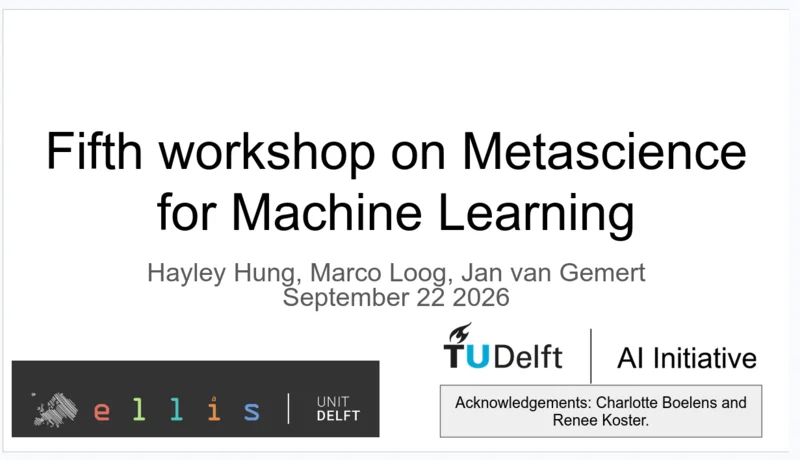 Fifth workshop on Metascience
for Machine Learning
Hayley Hung, Marco Loog, Jan van Gemert
September 22 2026
ellis
UNIT
DELFT
TUDelft
AI Initiative
Acknowledgements: Charlotte Boelens and
Renee Koster.